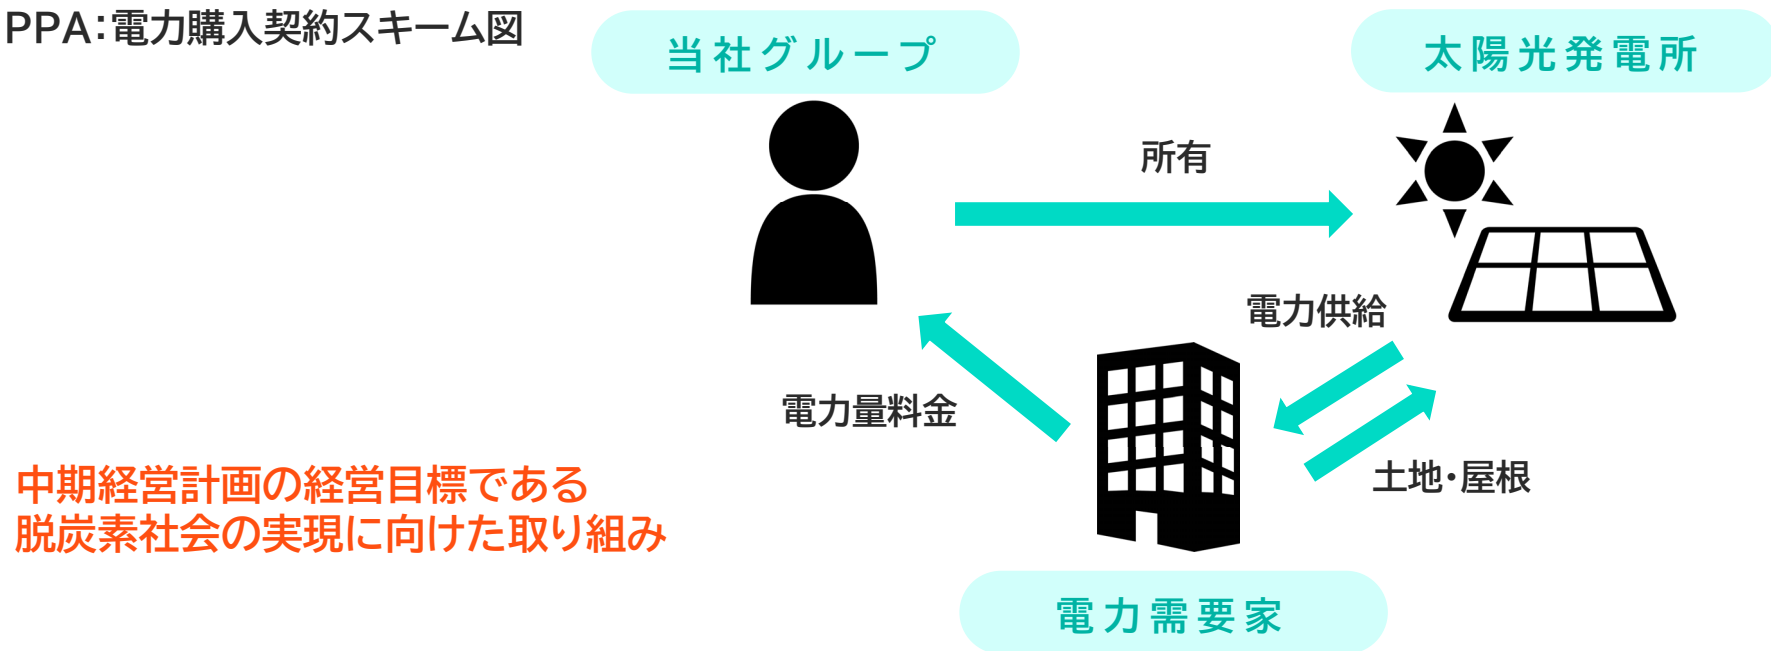 PPA：電力購入契約スキーム図
当社グループ
太陽光発電所
所有
電力供給
電力量料金
土地・屋根
中期経営計画の経営目標である
脱炭素社会の実現に向けた取り組み
電力需要家